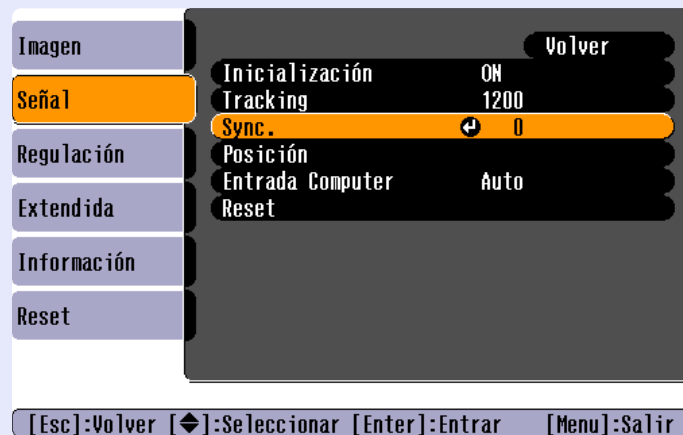 Imagen
Señal
Regulación
Extendida
Información
Reset
Volver
Inicialización ON
Tracking 1200
Sync. 0
Posición
Entrada Computer Auto
Reset
[Esc]:Volver [◆]:Seleccionar [Enter]:Entrar [Menu]:Salir